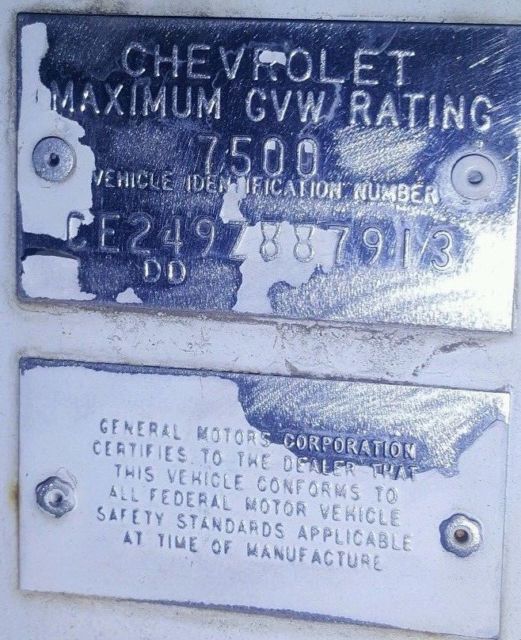 CHEVROLET
MAXIMUM GVW RATING
7500
VEHICLE IDENTIFICATION NUMBER
CE249Z887913
DD
GENERAL MOTORS CORPORATION
CERTIFIES TO THE DEALER THAT
THIS VEHICLE CONFORMS TO
ALL FEDERAL MOTOR VEHICLE
SAFETY STANDARDS APPLICABLE
AT TIME OF MANUFACTURE